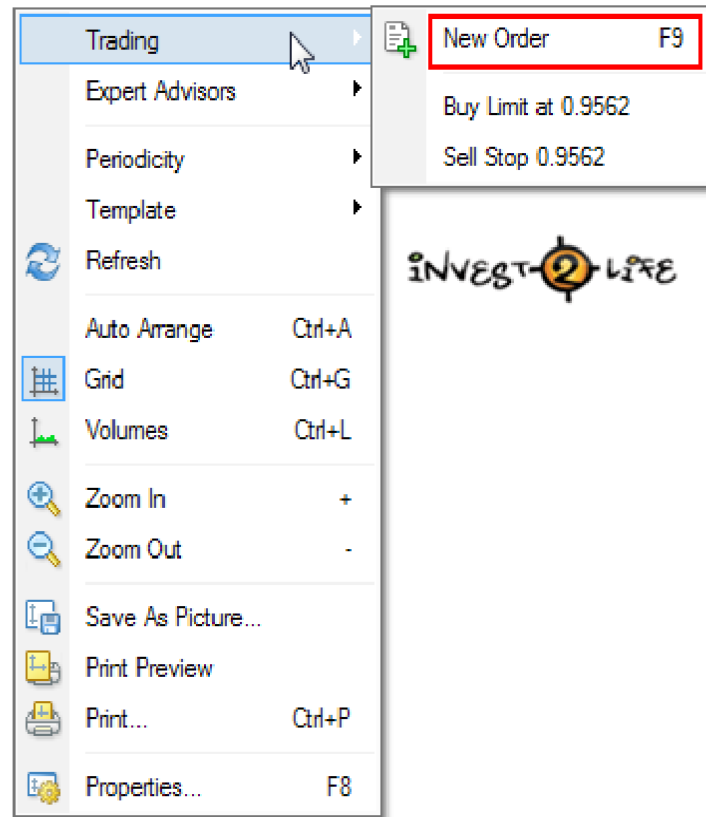 Trading
Expert Advisors
Periodicity
Template
Refresh
Auto Arrange Ctrl+A
Grid Ctrl+G
Volumes Ctrl+L
Zoom In +
Zoom Out -
Save As Picture...
Print Preview
Print... Ctrl+P
Properties... F8
New Order F9
Buy Limit at 0.9562
Sell Stop 0.9562
iNVEST-2-LiFE